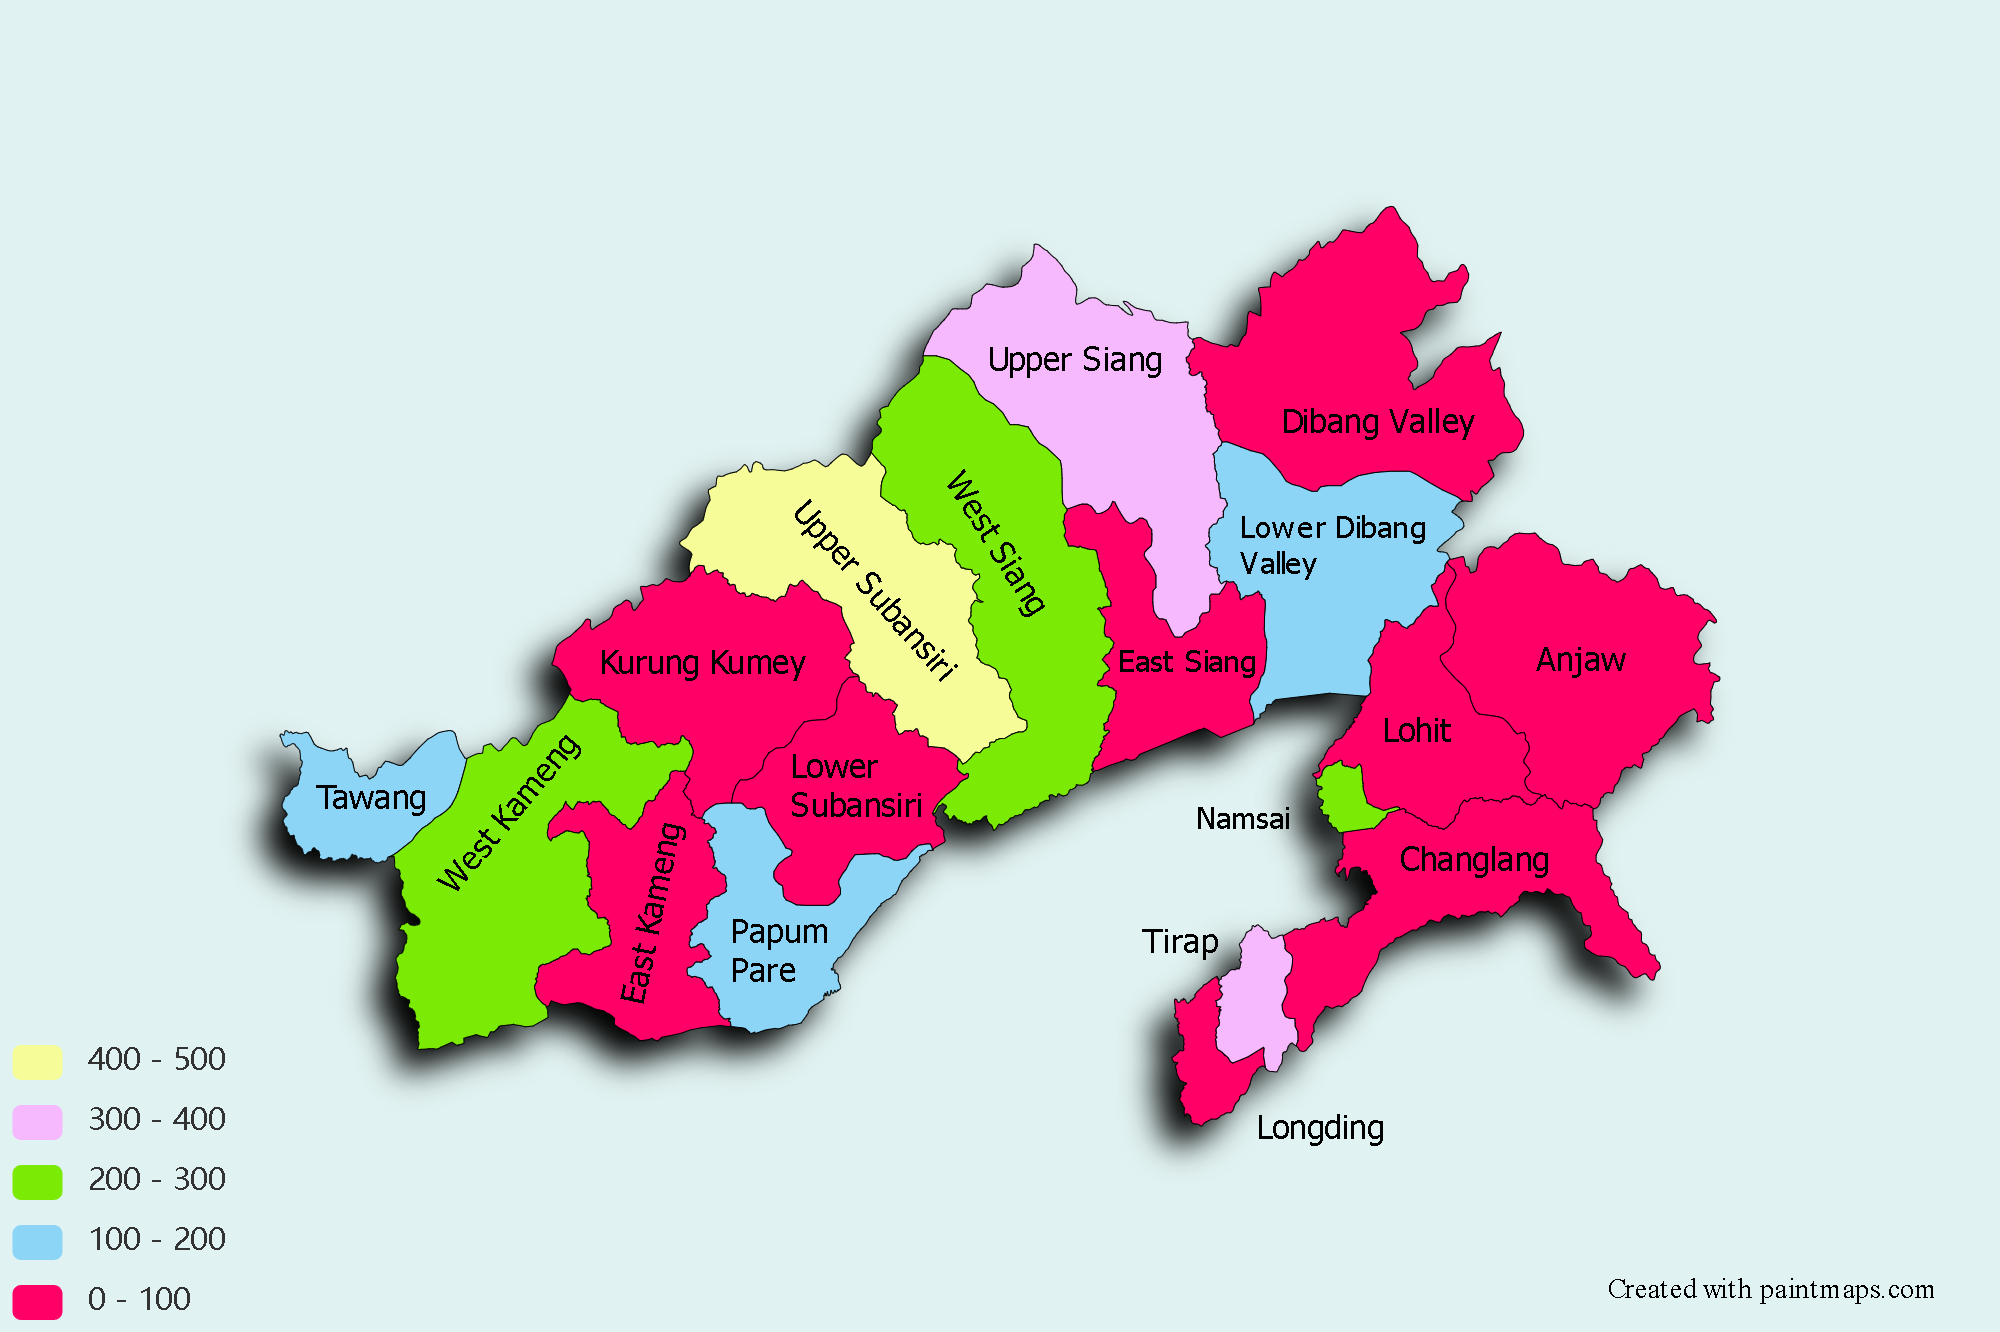 Upper Siang
Dibang Valley
West Siang
Upper Subansiri
Lower Dibang
Valley
Kurung Kumey
East Siang
Anjaw
Lohit
Tawang
West Kameng
Lower
Subansiri
Namsai
Changlang
East Kameng
Papum
Pare
Tirap
Longding
400 - 500
300 - 400
200 - 300
100 - 200
0 - 100
Created with paintmaps.com